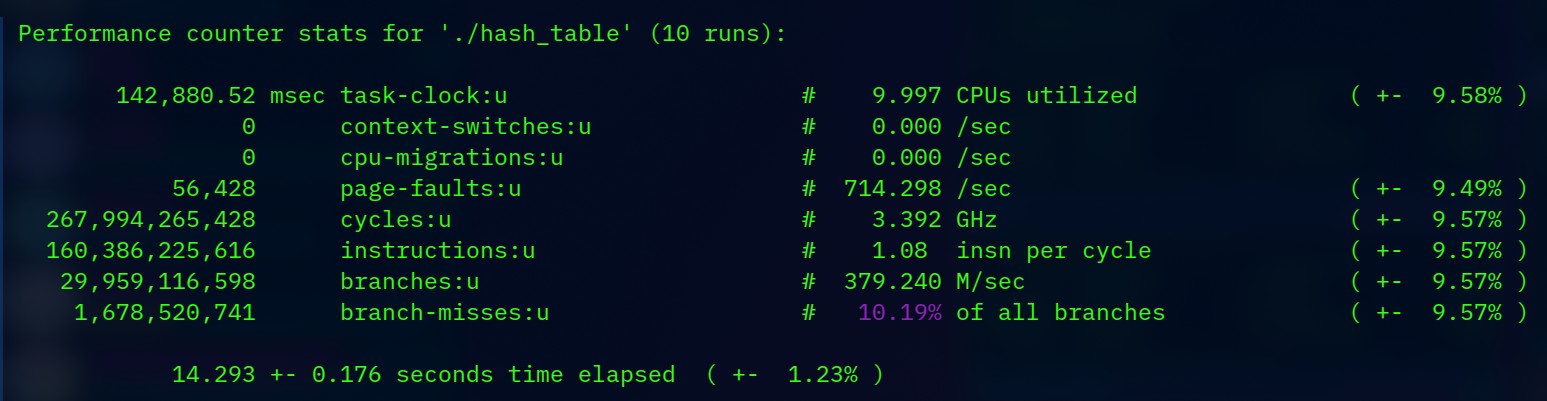 Performance counter stats for './hash_table' (10 runs):
142,880.52 msec task-clock:u # 9.997 CPUs utilized ( +- 9.58% )
0 context-switches:u # 0.000 /sec
0 cpu-migrations:u # 0.000 /sec
56,428 page-faults:u # 714.298 /sec ( +- 9.49% )
267,994,265,428 cycles:u # 3.392 GHz ( +- 9.57% )
160,386,225,616 instructions:u # 1.08 insn per cycle ( +- 9.57% )
29,959,116,598 branches:u # 379.240 M/sec ( +- 9.57% )
1,678,520,741 branch-misses:u # 10.19% of all branches ( +- 9.57% )
14.293 +- 0.176 seconds time elapsed ( +- 1.23% )